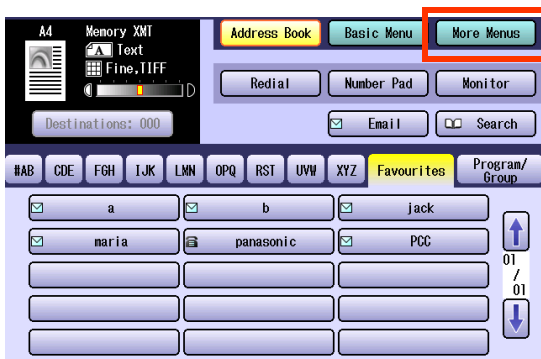 A4 Memory XMT
A Text
Fine,TIFF
Destinations: 000
Address Book Basic Menu More Menus
Redial Number Pad Monitor
Email Search
#AB CDE FGH IJK LMN OPQ RST UVW XYZ Favourites Program/
Group
a b jack
maria panasonic PCC
01
/
01